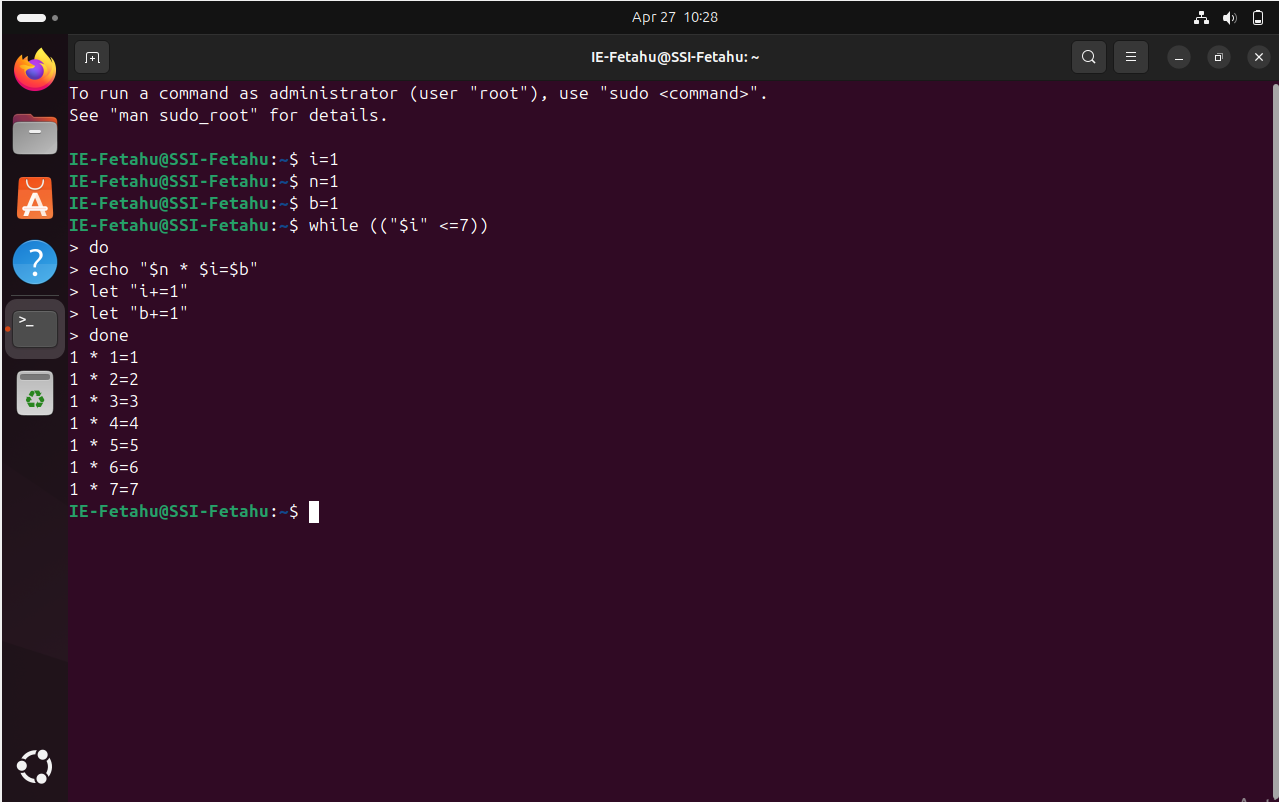 Apr 27 10:28
IE-Fetahu@SSI-Fetahu: ~
To run a command as administrator (user "root"), use "sudo <command>".
See "man sudo_root" for details.
IE-Fetahu@SSI-Fetahu:~$ i=1
IE-Fetahu@SSI-Fetahu:~$ n=1
IE-Fetahu@SSI-Fetahu:~$ b=1
IE-Fetahu@SSI-Fetahu:~$ while (("$i" <=7))
> do
> echo "$n * $i=$b"
> let "i+=1"
> let "b+=1"
> done
1 * 1=1
1 * 2=2
1 * 3=3
1 * 4=4
1 * 5=5
1 * 6=6
1 * 7=7
IE-Fetahu@SSI-Fetahu:~$